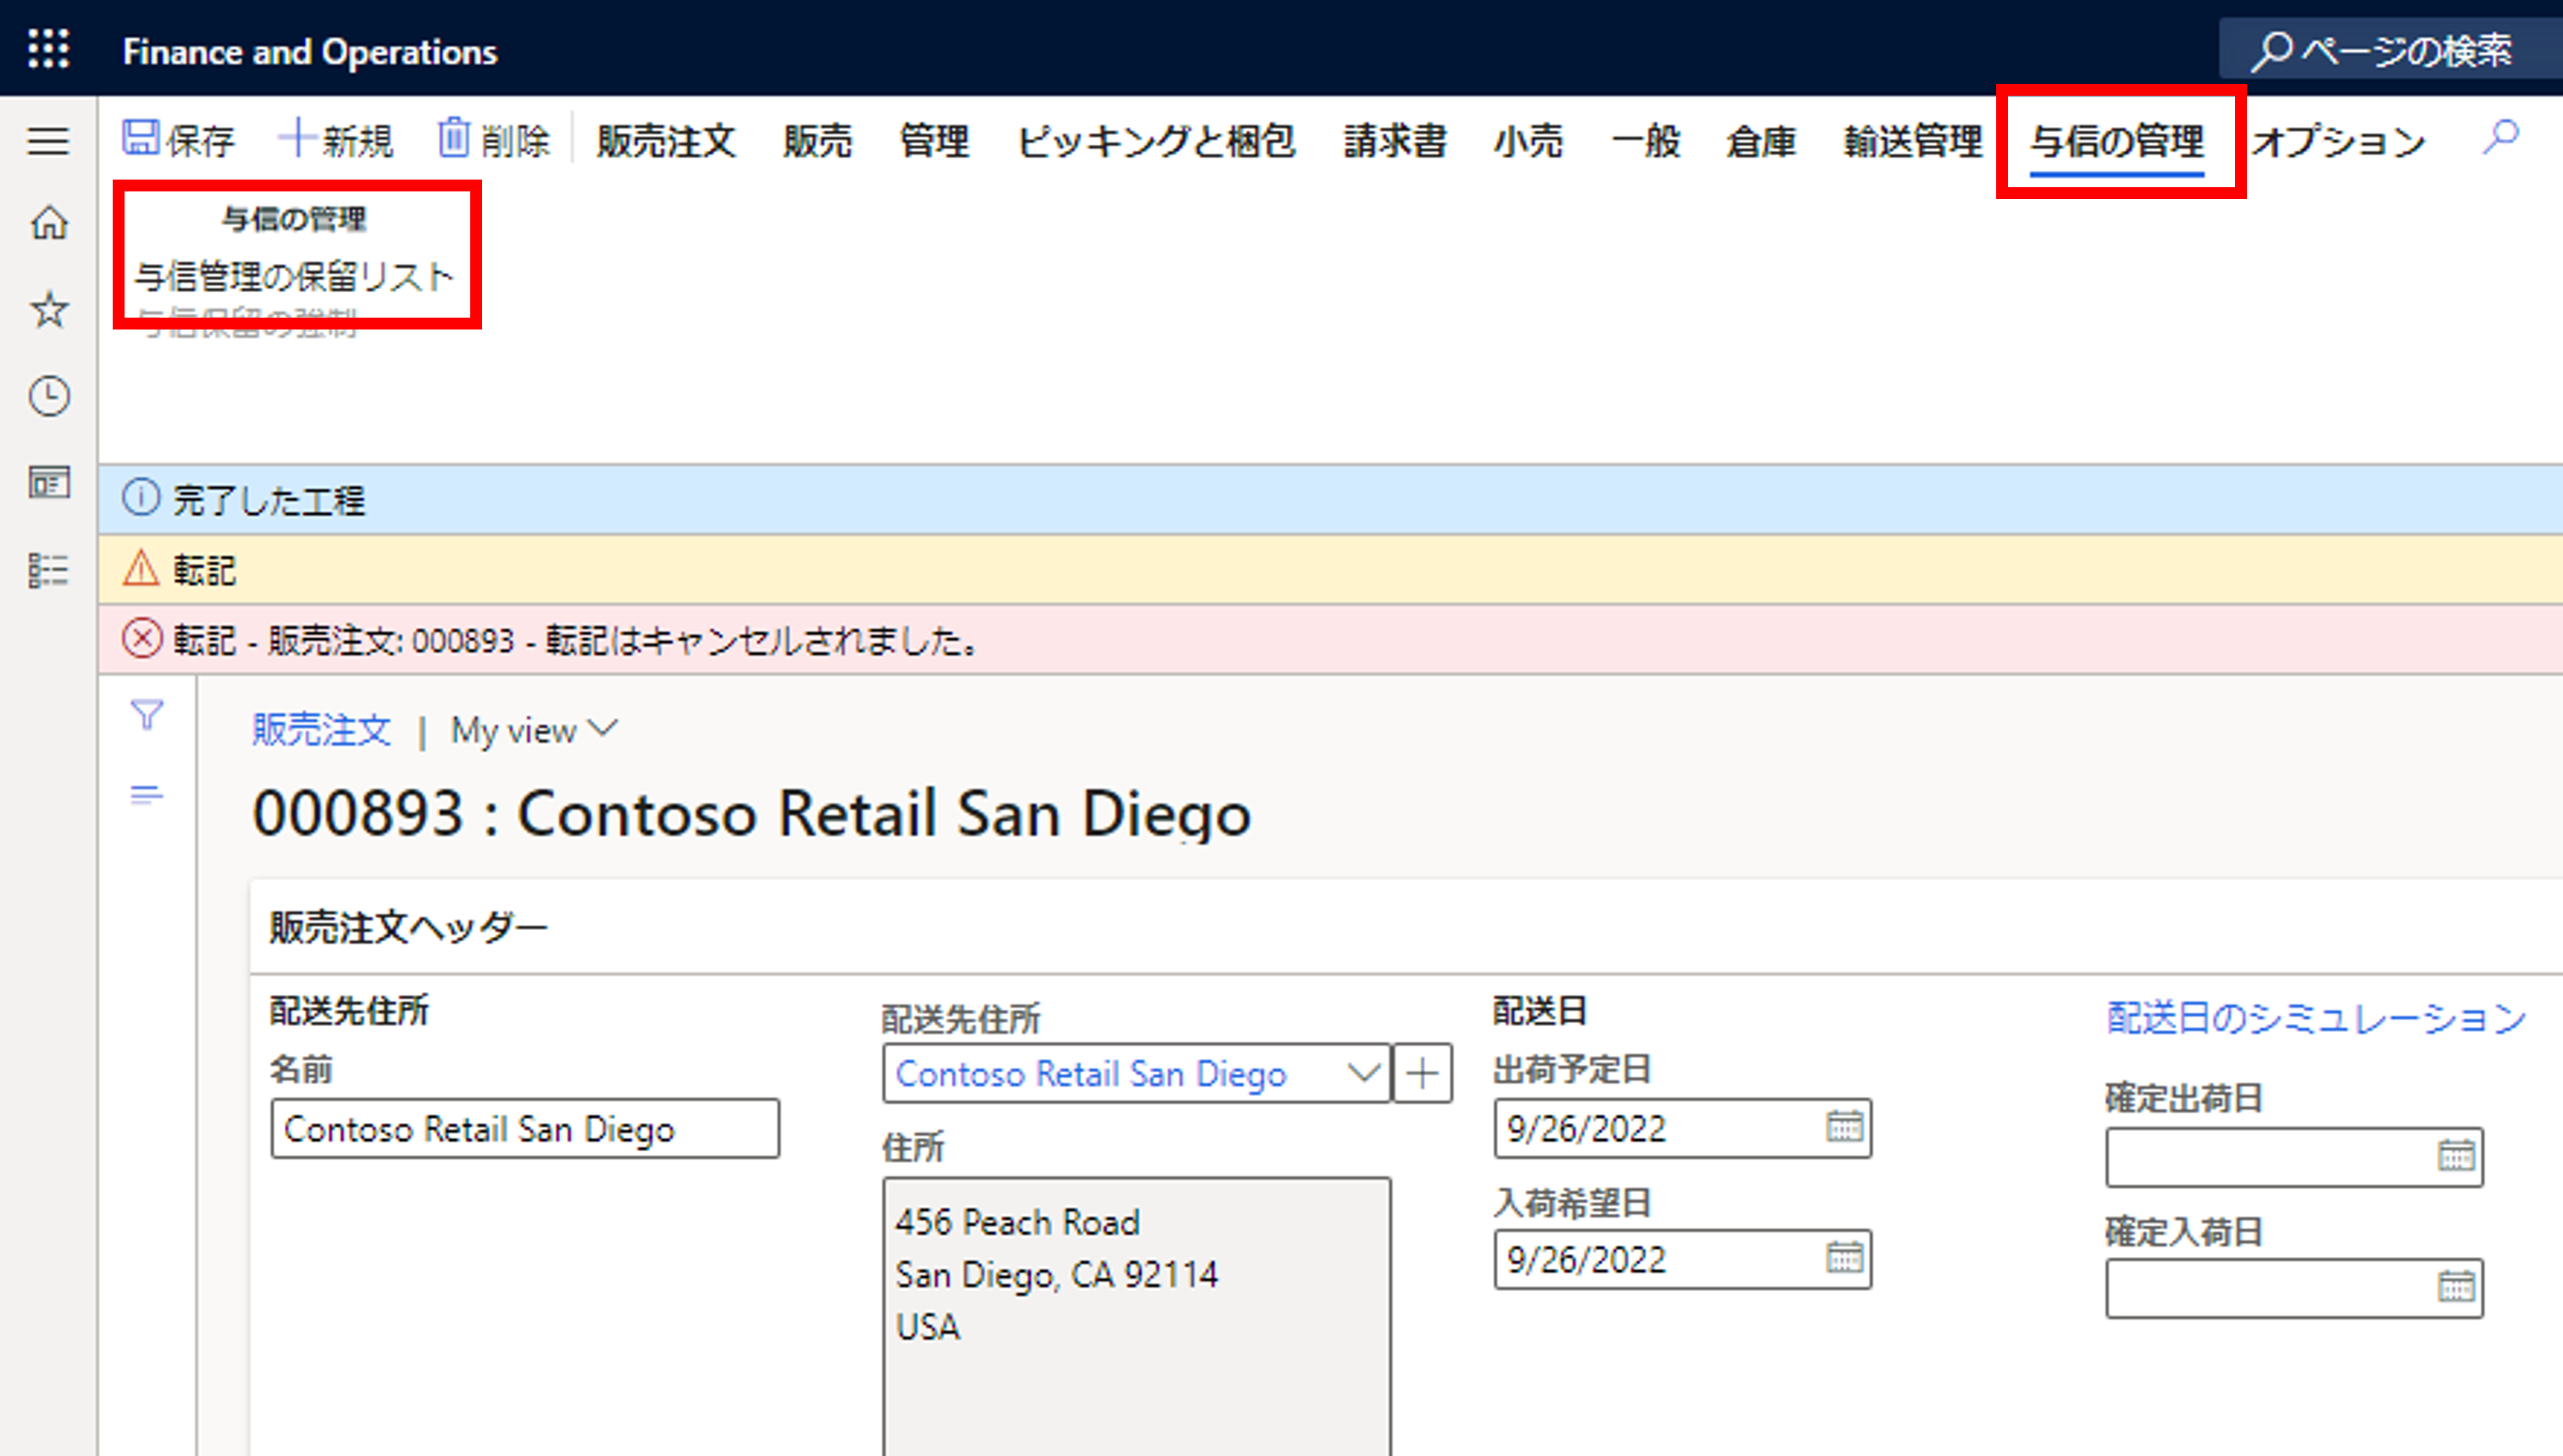 Finance and Operations
ページの検索
保存 新規 削除 販売注文 販売 管理 ピッキングと梱包 請求書 小売 一般 倉庫 輸送管理 与信の管理 オプション
与信の管理
与信管理の保留リスト
与信保留の強制
完了した工程
転記
転記 - 販売注文: 000893 - 転記はキャンセルされました。
販売注文 | My view
000893 : Contoso Retail San Diego
販売注文ヘッダー
配送先住所
名前
Contoso Retail San Diego
配送先住所
Contoso Retail San Diego
住所
456 Peach Road
San Diego, CA 92114
USA
配送日
出荷予定日
9/26/2022
入荷希望日
9/26/2022
配送日のシミュレーション
確定出荷日
確定入荷日